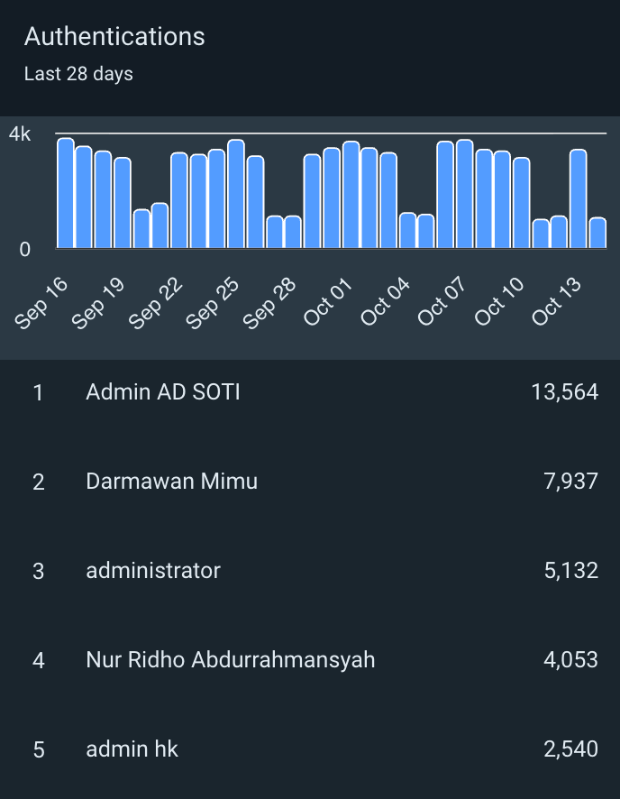 Authentications
Last 28 days
4k
0
Sep 16
Sep 19
Sep 22
Sep 25
Sep 28
Oct 01
Oct 04
Oct 07
Oct 10
Oct 13
1 Admin AD SOTI 13,564
2 Darmawan Mimu 7,937
3 administrator 5,132
4 Nur Ridho Abdurrahmansyah 4,053
5 admin hk 2,540